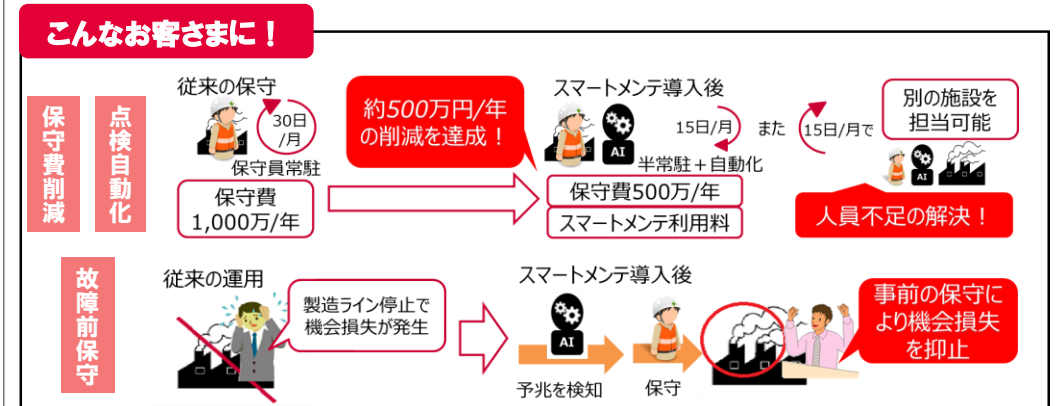 こんなお客さまに！
保守費削減
点検自動化
従来の保守
30日
/月
保守員常駐
保守費
1,000万/年
約500万円/年
の削減を達成！
スマートメンテ導入後
AI
15日/月
半常駐＋自動化
保守費500万/年
スマートメンテ利用料
また
15日/月で
別の施設を
担当可能
AI
人員不足の解決！
故障前保守
従来の運用
製造ライン停止で
機会損失が発生
スマートメンテ導入後
AI
予兆を検知
保守
事前の保守に
より機会損失
を抑止